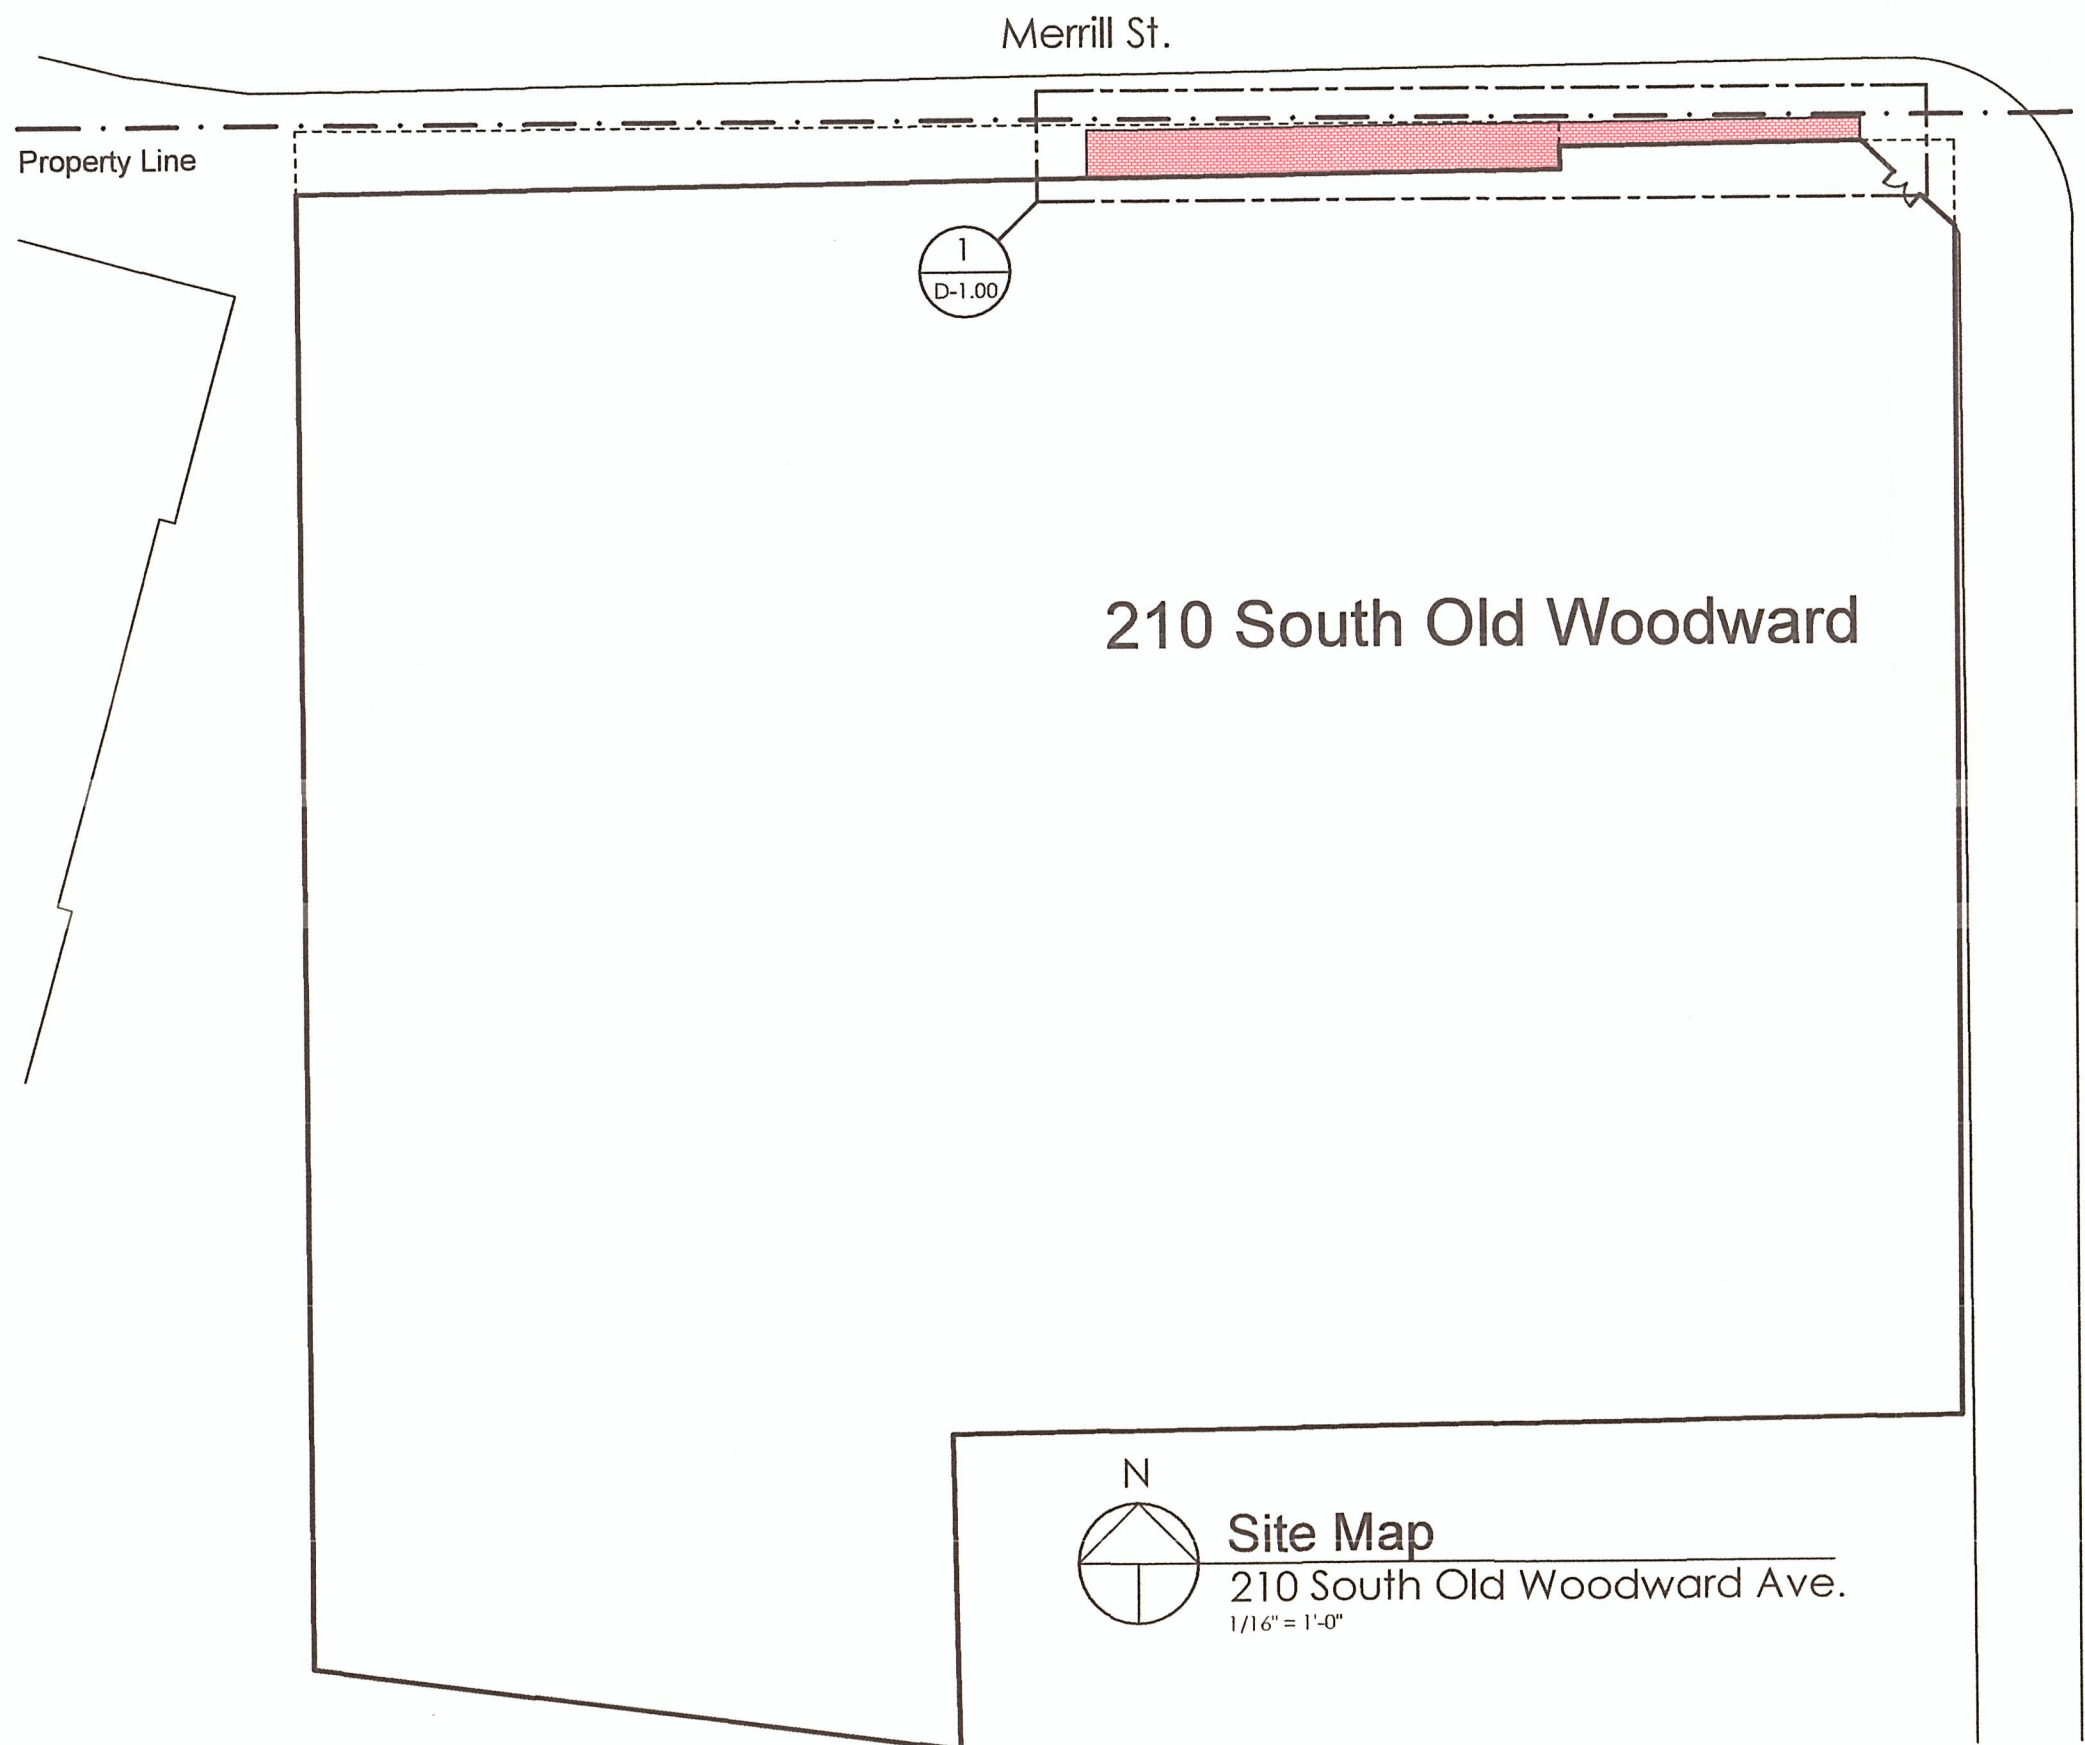 Merrill St.
Property Line
1
D-1.00
210 South Old Woodward
N
Site Map
210 South Old Woodward Ave.
1/16" = 1'-0"